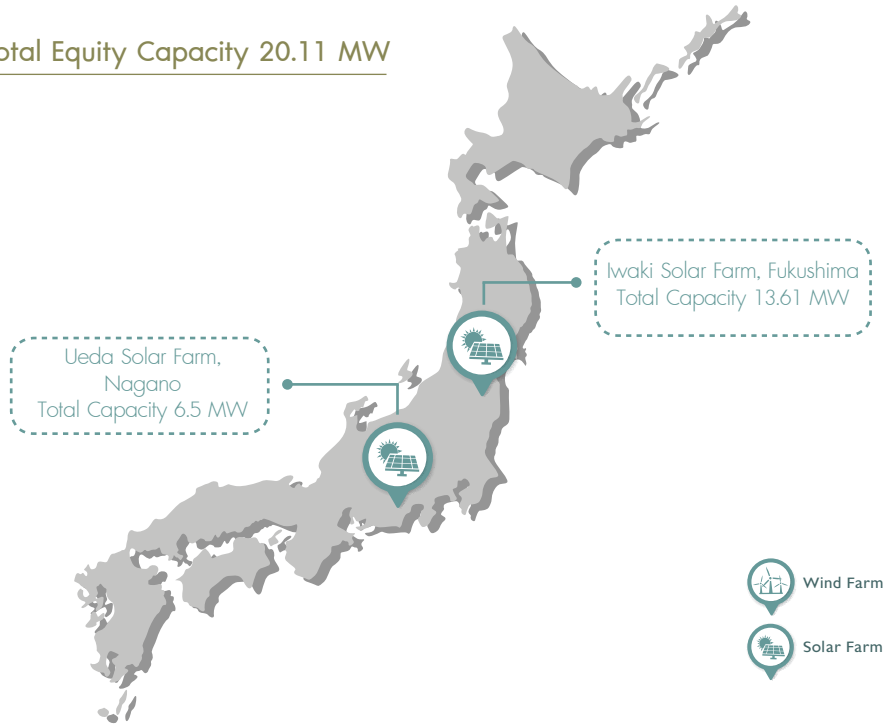 otal Equity Capacity 20.11 MW
Iwaki Solar Farm, Fukushima
Total Capacity 13.61 MW
Ueda Solar Farm,
Nagano
Total Capacity 6.5 MW
Wind Farm
Solar Farm